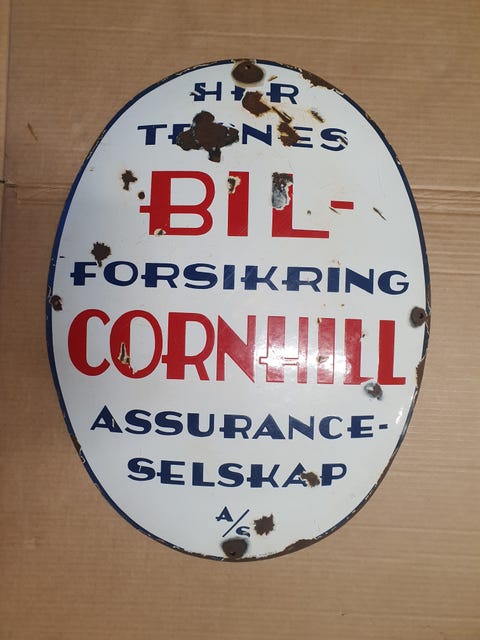 HER
TEGNES
BIL-
FORSIKRING
CORNHILL
ASSURANCE-
SELSKAP
A/S